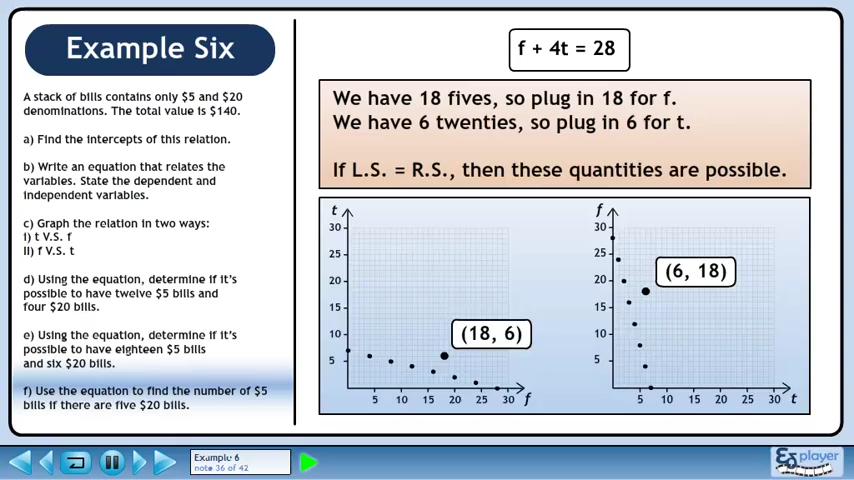 Example Six
A stack of bills contains only $5 and $20
denominations. The total value is $140.
a) Find the intercepts of this relation.
b) Write an equation that relates the
variables. State the dependent and
independent variables.
c) Graph the relation in two ways:
i) t V.S. f
II) f V.S. t
d) Using the equation, determine if it's
possible to have twelve $5 bills and
four $20 bills.
e) Using the equation, determine if it's
possible to have eighteen $5 bills
and six $20 bills.
f) Use the equation to find the number of $5
bills if there are five $20 bills.
f + 4t = 28
We have 18 fives, so plug in 18 for f.
We have 6 twenties, so plug in 6 for t.
If L.S. = R.S., then these quantities are possible.
t
30
25
20
15
10
5
(18, 6)
5 10 15 20 25 30 f
f
30
25
20
15
10
5
(6, 18)
5 10 15 20 25 30 t
Example 6
note 36 of 42
player